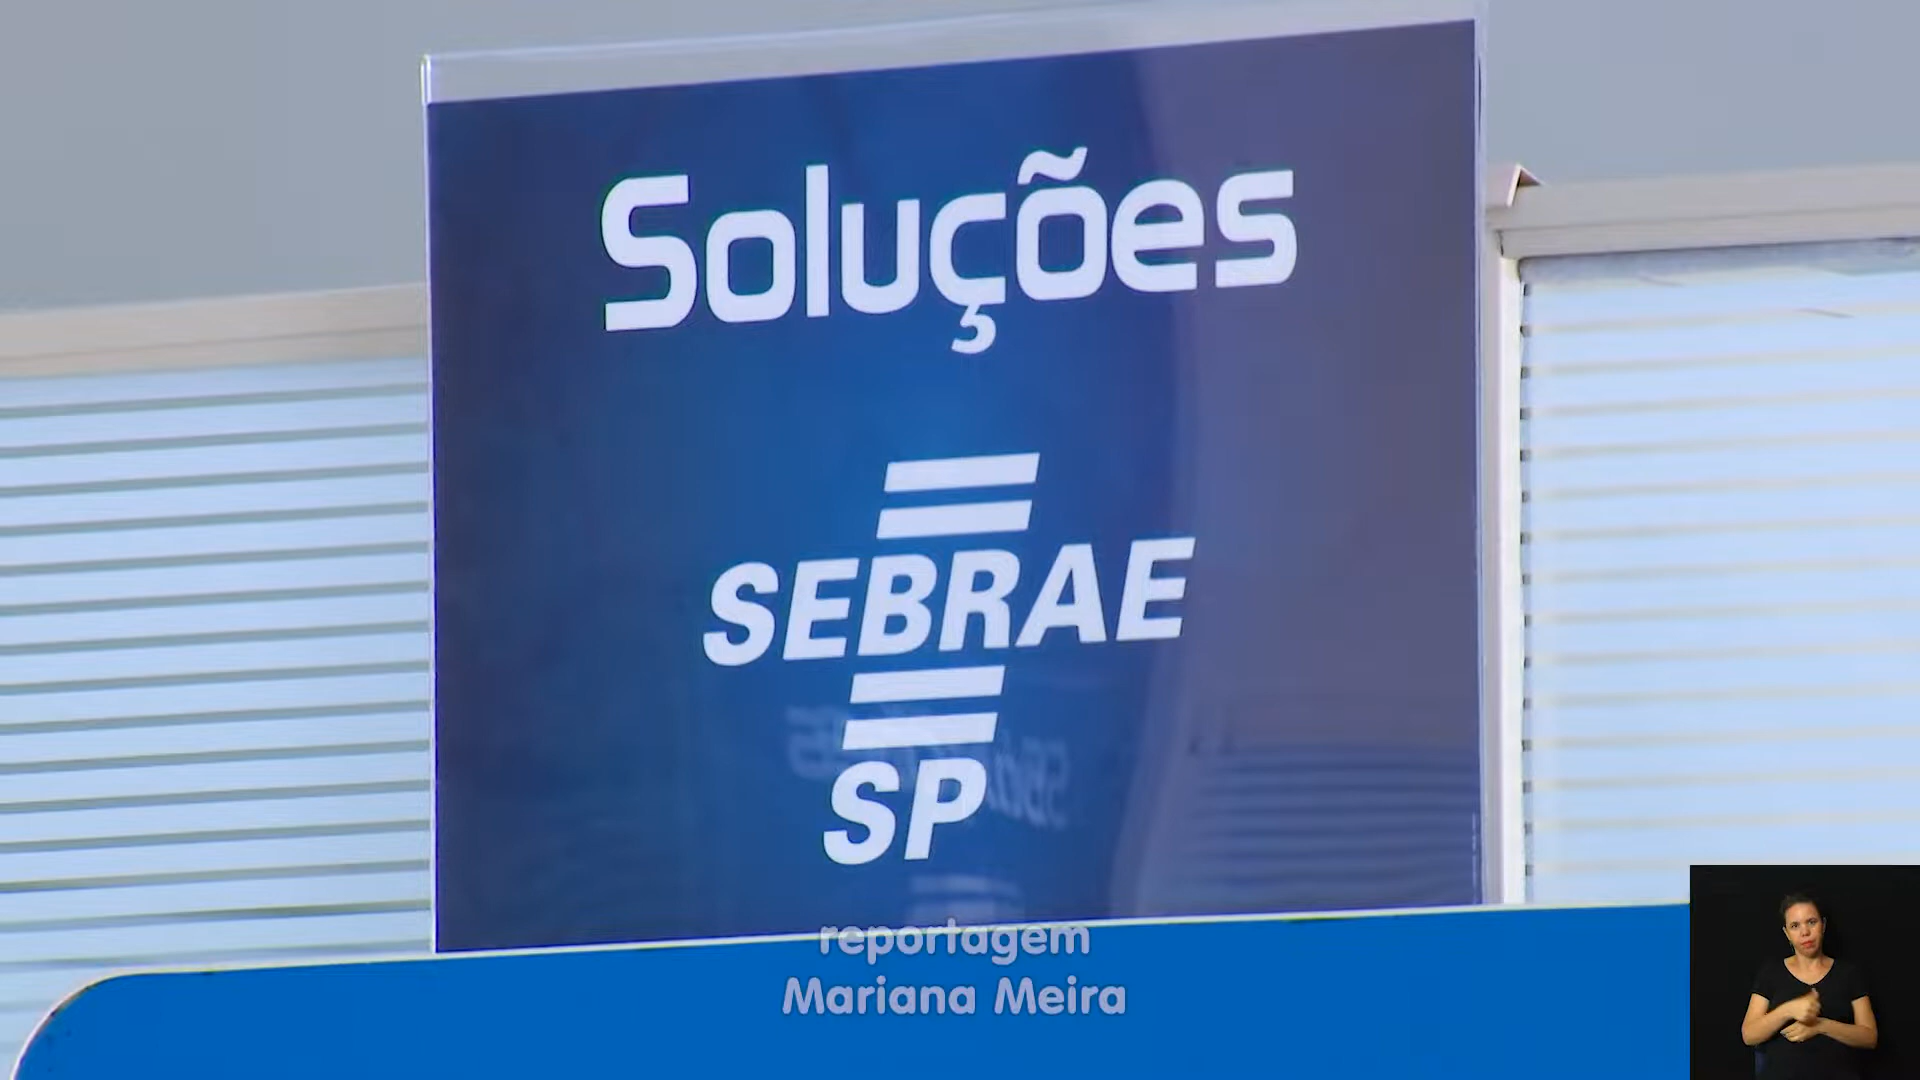 Soluções
SEBRAE
SP
reportagem
Mariana Meira